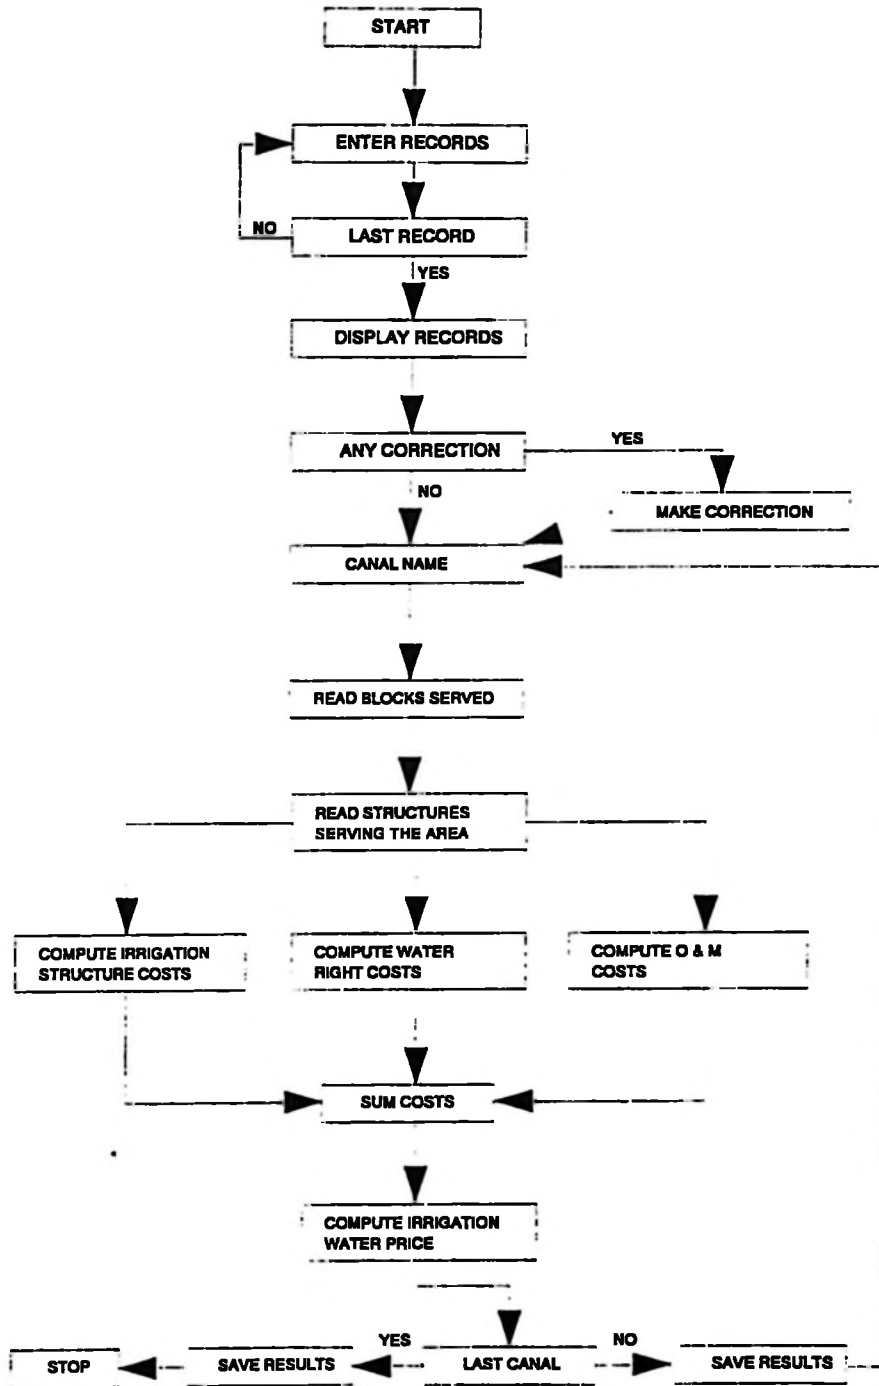 START
ENTER RECORDS
NO
LAST RECORD
YES
DISPLAY RECORDS
ANY CORRECTION
YES
NO
MAKE CORRECTION
CANAL NAME
READ BLOCKS SERVED
READ STRUCTURES
SERVING THE AREA
COMPUTE IRRIGATION
STRUCTURE COSTS
COMPUTE WATER
RIGHT COSTS
COMPUTE O & M
COSTS
SUM COSTS
COMPUTE IRRIGATION
WATER PRICE
STOP
SAVE RESULTS
YES
LAST CANAL
NO
SAVE RESULTS